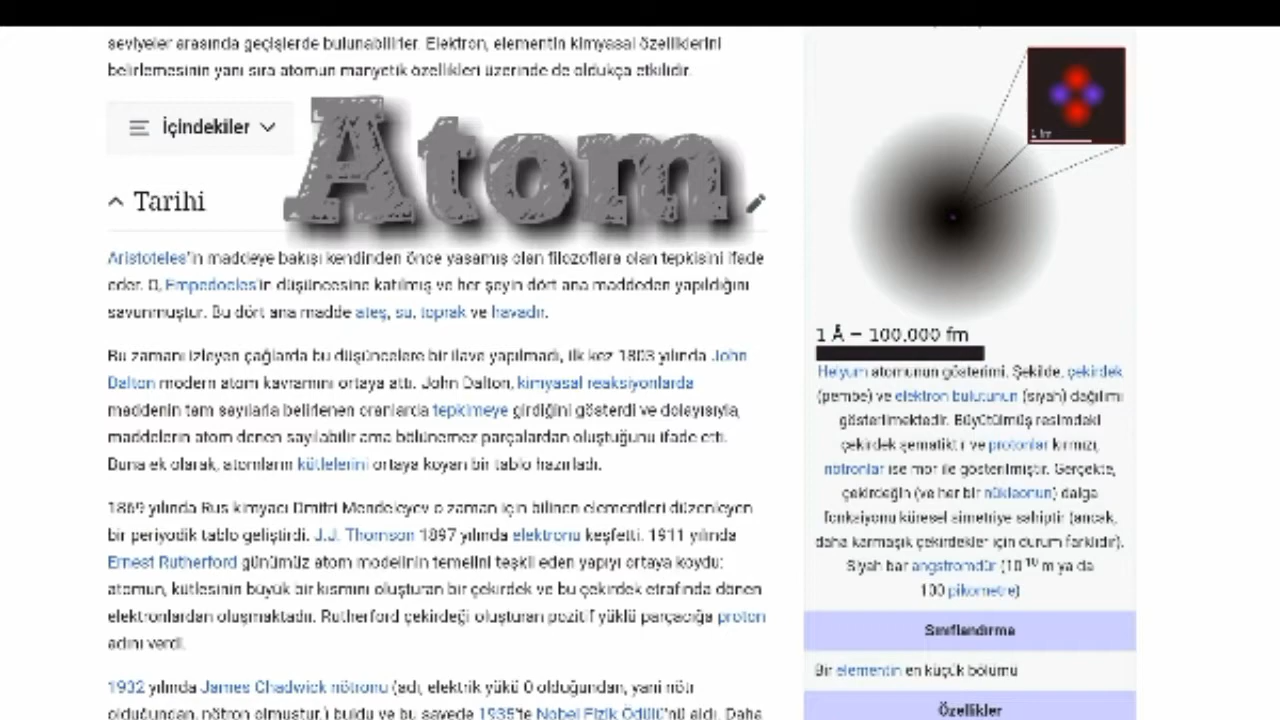 seviyeler arasında geçişlerde bulunabilirler. Elektron, elementin kimyasal özelliklerini
belirlemesinin yanı sıra atomun manyetik özellikleri üzerinde de oldukça etkilidir.
İçindekiler
Atom
Tarihi
Aristoteles'in maddeye bakışı kendinden önce yaşamış olan filozoflara olan tepkisini ifade
eder. O, Empedocles'in düşüncesine katılmış ve her şeyin dört ana maddeden yapıldığını
savunmuştur. Bu dört ana madde ateş, su, toprak ve havadır.
Bu zamanı izleyen çağlarda bu düşüncelere bir ilave yapılmadı, ilk kez 1803 yılında John
Dalton modern atom kavramını ortaya attı. John Dalton, kimyasal reaksiyonlarda
maddenin tam sayılarla belirlenen oranlarda tepkimeye girdiğini gösterdi ve dolayısıyla,
maddelerin atom denen sayılabilir ama bölünemez parçalardan oluştuğunu ifade etti.
Buna ek olarak, atomların kütlelerini ortaya koyan bir tablo hazırladı.
1869 yılında Rus kimyacı Dmitri Mendeleyev o zaman için bilinen elementleri düzenleyen
bir periyodik tablo geliştirdi. J.J. Thomson 1897 yılında elektronu keşfetti. 1911 yılında
Ernest Rutherford günümüz atom modelinin temelini teşkil eden yapıyı ortaya koydu:
atomun, kütlesinin büyük bir kısmını oluşturan bir çekirdek ve bu çekirdek etrafında dönen
elektronlardan oluşmaktadır. Rutherford çekirdeği oluşturan pozitif yüklü parçacığa proton
adını verdi.
1932 yılında James Chadwick nötronu (adı, elektrik yükü 0 olduğundan, yani nötr
olduğundan, nötron olmuştur.) buldu ve bu sayede 1935'te Nobel Fizik Ödülü'nü aldı. Daha
1 fm
1 Å = 100,000 fm
Helyum atomunun gösterimi. Şekilde, çekirdek
(pembe) ve elektron bulutunun (siyah) dağılımı
gösterilmektedir. Büyütülmüş resimdeki
çekirdek şematiktir ve protonlar kırmızı,
nötronlar ise mor ile gösterilmiştir. Gerçekte,
çekirdeğin (ve her bir nükleonun) dalga
fonksiyonu küresel simetriye sahiptir (ancak,
daha karmaşık çekirdekler için durum farklıdır).
Siyah bar angstromdür (10⁻¹⁰ m ya da
100 pikometre)
Sınıflandırma
Bir elementin en küçük bölümü
Özellikler